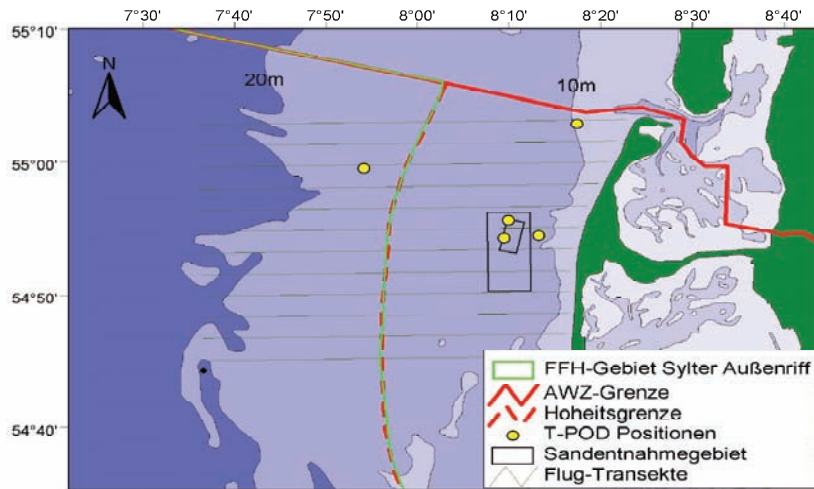 7°30' 7°40' 7°50' 8°00' 8°10' 8°20' 8°30' 8°40'
55°10'
N
20m
10m
55°00'
54°50'
FFH-Gebiet Sylter Außenriff
AWZ-Grenze
Hoheitsgrenze
54°40'
T-POD Positionen
Sandentnahmegebiet
Flug-Transekte